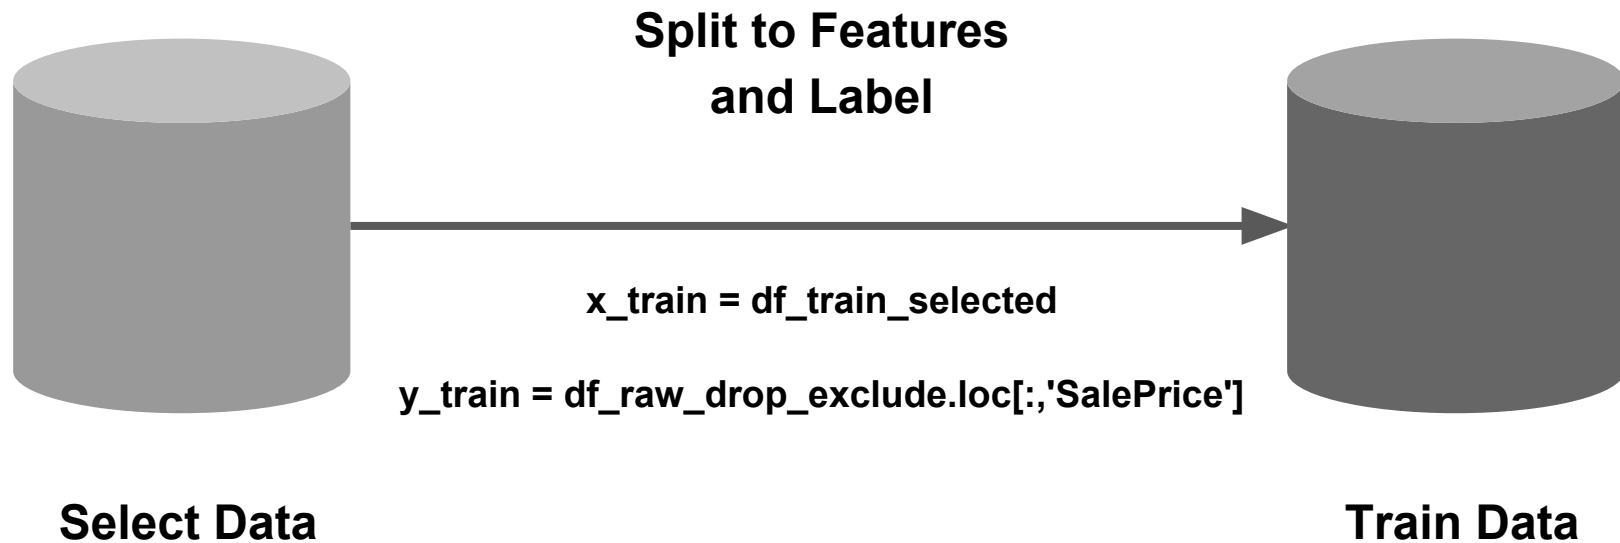 Split to Features
and Label
x_train = df_train_selected
y_train = df_raw_drop_exclude.loc[:,'SalePrice']
Select Data
Train Data